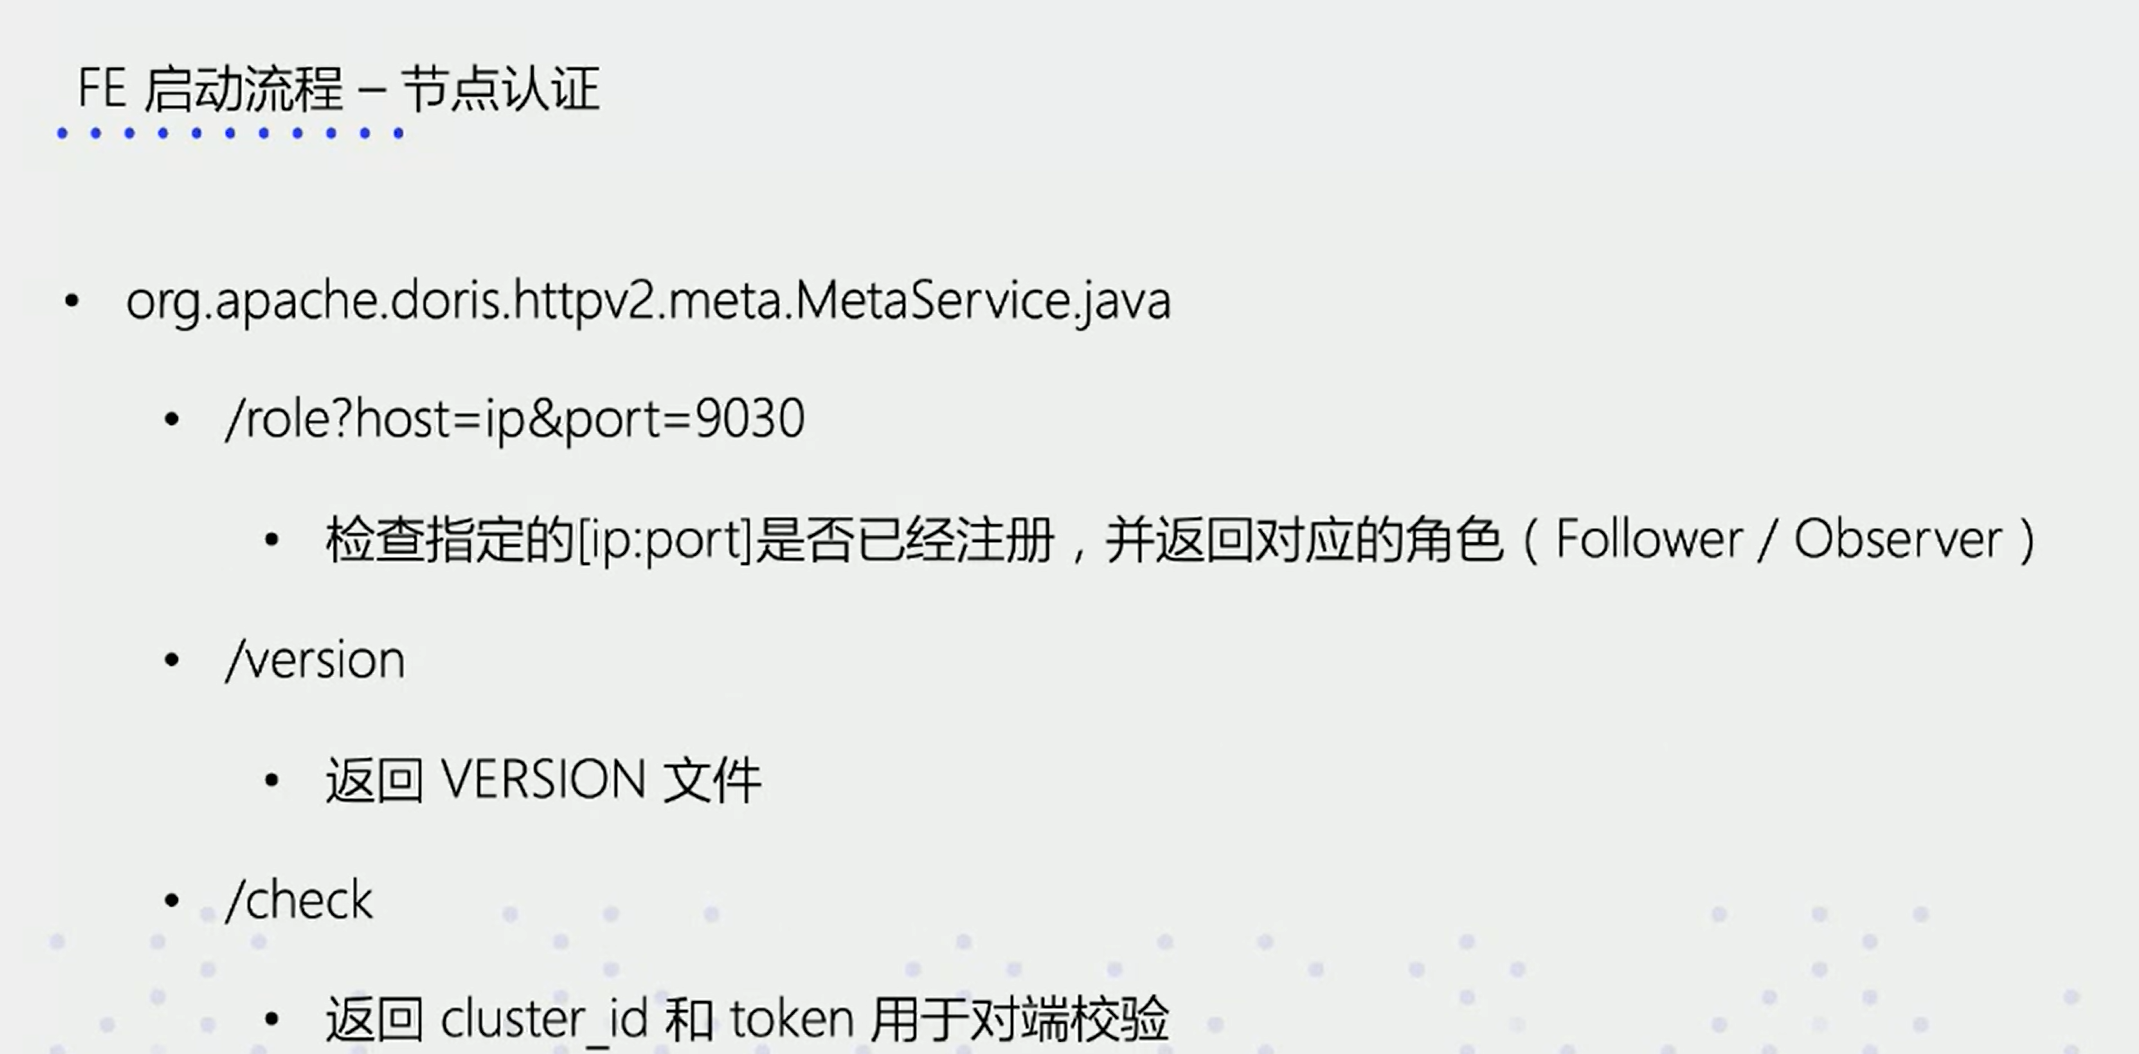 FE 启动流程 – 节点认证
• org.apache.doris.httpv2.meta.MetaService.java
• /role?host=ip&port=9030
• 检查指定的[ip:port]是否已经注册，并返回对应的角色（Follower / Observer）
• /version
• 返回 VERSION 文件
• /check
• 返回 cluster_id 和 token 用于对端校验